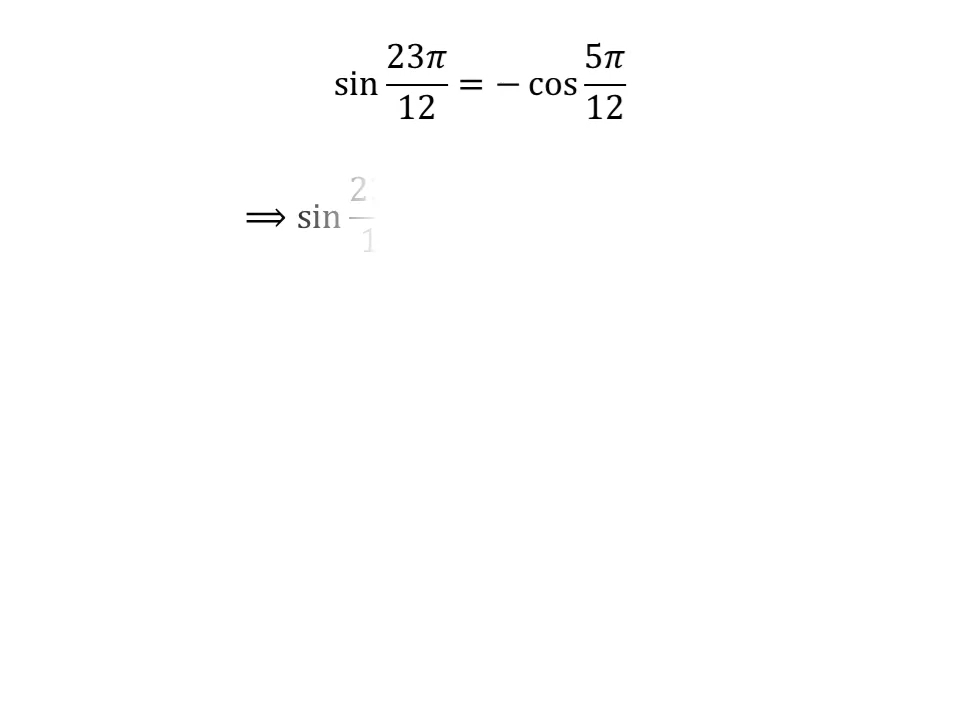 sin 23π/12 = − cos 5π/12
⟹ sin